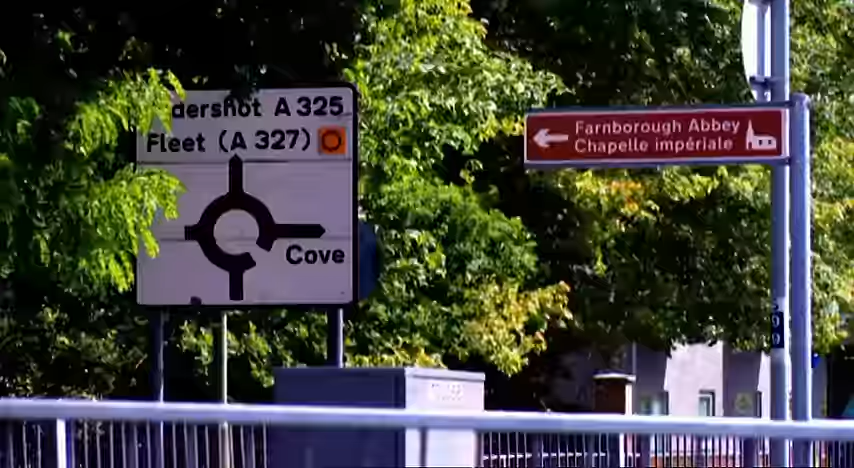 dershot A 325
Fleet (A 327)
Cove
Farnborough Abbey
Chapelle impériale